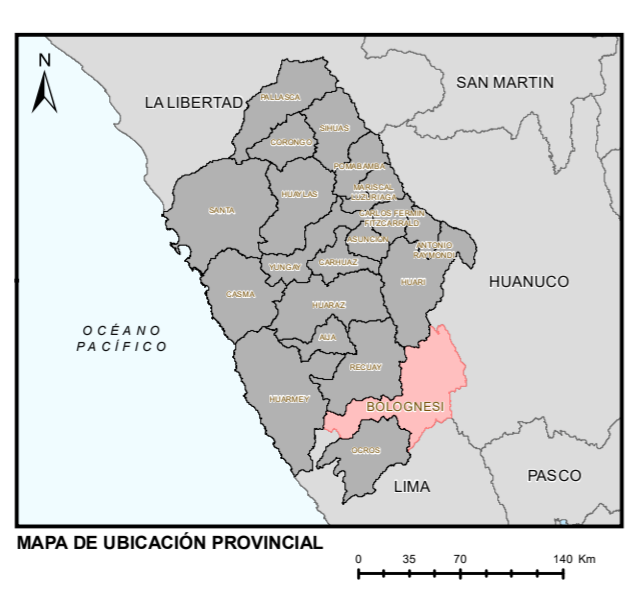 N
SAN MARTIN
LA LIBERTAD
PALLASCA
SIHUAS
CORONGO
POMABAMBA
MARISCAL
LUZURIAGA
HUAYLAS
SANTA
CARLOS FERMIN
FITZCARRALD
ASUNCION
ANTONIO
RAYMONDI
CARHUAZ
YUNGAY
HUARI
HUANUCO
CASMA
HUARAZ
OCÉANO
PACÍFICO
AIJA
RECUAY
HUARMEY
BOLOGNESI
OCROS
LIMA
PASCO
MAPA DE UBICACIÓN PROVINCIAL
0 35 70 140 Km